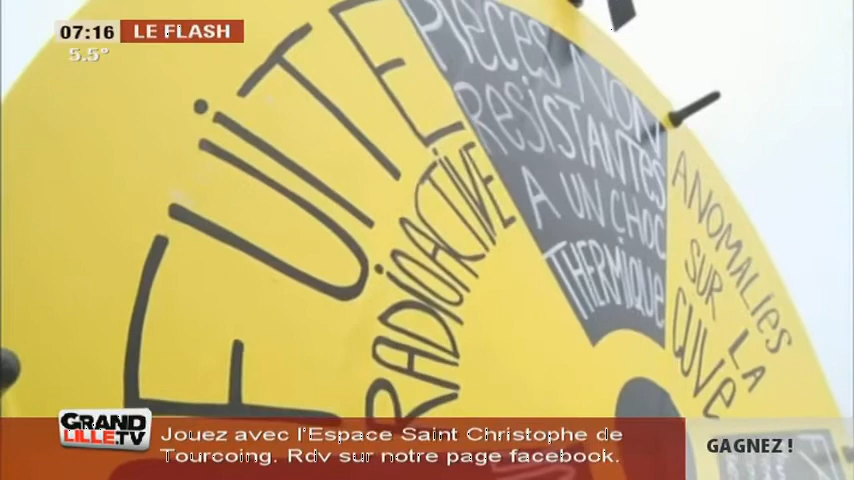 07:16 LE FLASH
5.5°
FUITE
RADIOACTIVE
PIECES NON
RESISTANTES
A UN CHOC
THERMIQUE
ANOMALIES
SUR LA
CUVE
GRAND
LILLE TV
Jouez avec l'Espace Saint Christophe de
Tourcoing. Rdv sur notre page facebook.
GAGNEZ !